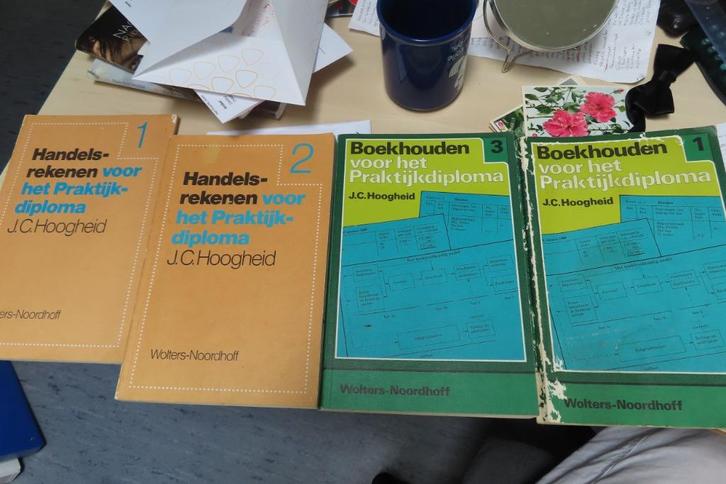 1
Handels-
rekenen voor
het Praktijk-
diploma
J.C. Hoogheid
ers-Noordhoff
2
Handels-
rekenen voor
het Praktijk-
diploma
J.C. Hoogheid
Wolters-Noordhoff
3
Boekhouden
voor het
Praktijkdiploma
J.C. Hoogheid
Wolters-Noordhoff
1
Boekhouden
voor het
Praktijkdiploma
J.C. Hoogheid
Wolters-Noordhoff